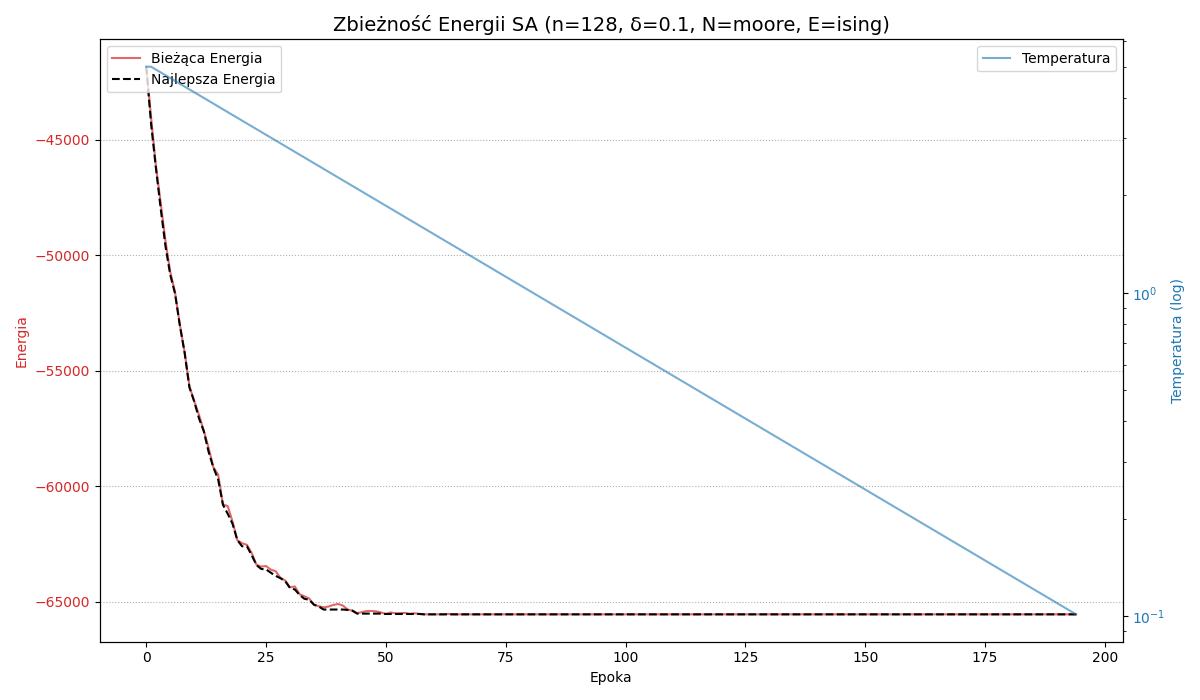 Zbieżność Energii SA (n=128, δ=0.1, N=moore, E=ising)
Bieżąca Energia
Najlepsza Energia
Temperatura
−45000
−50000
−55000
−60000
−65000
Energia
10⁰
10⁻¹
Temperatura (log)
0 25 50 75 100 125 150 175 200
Epoka